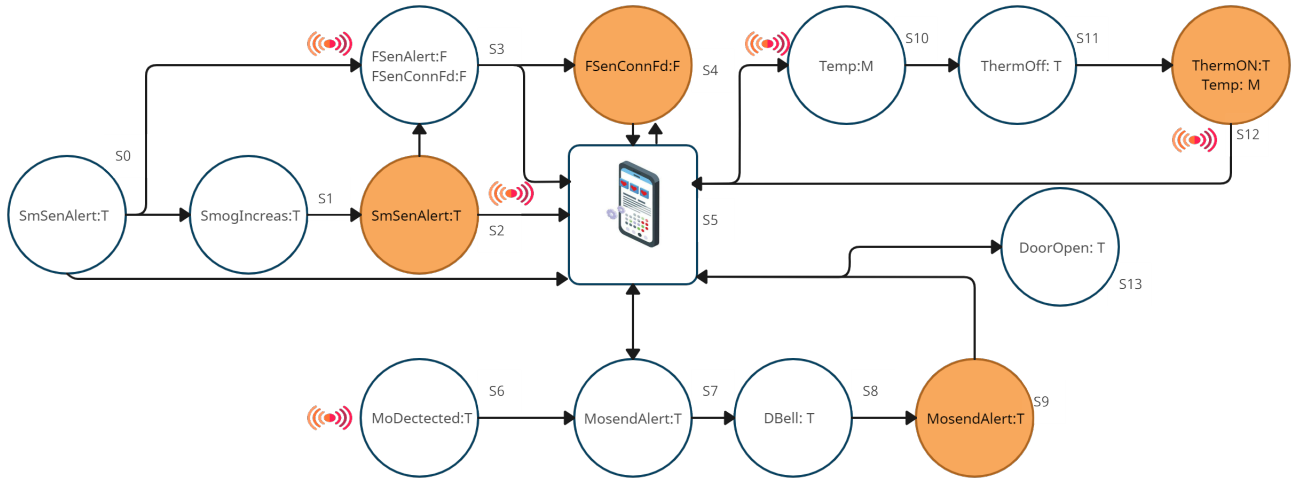 FSenAlert:F
FSenConnFd:F
S3
FSenConnFd:F
S4
Temp:M
S10
ThermOff: T
S11
ThermON:T
Temp: M
S12
S0
SmSenAlert:T
SmogIncreas:T
S1
SmSenAlert:T
S2
S5
DoorOpen: T
S13
MoDectected:T
S6
MosendAlert:T
S7
DBell: T
S8
MosendAlert:T
S9